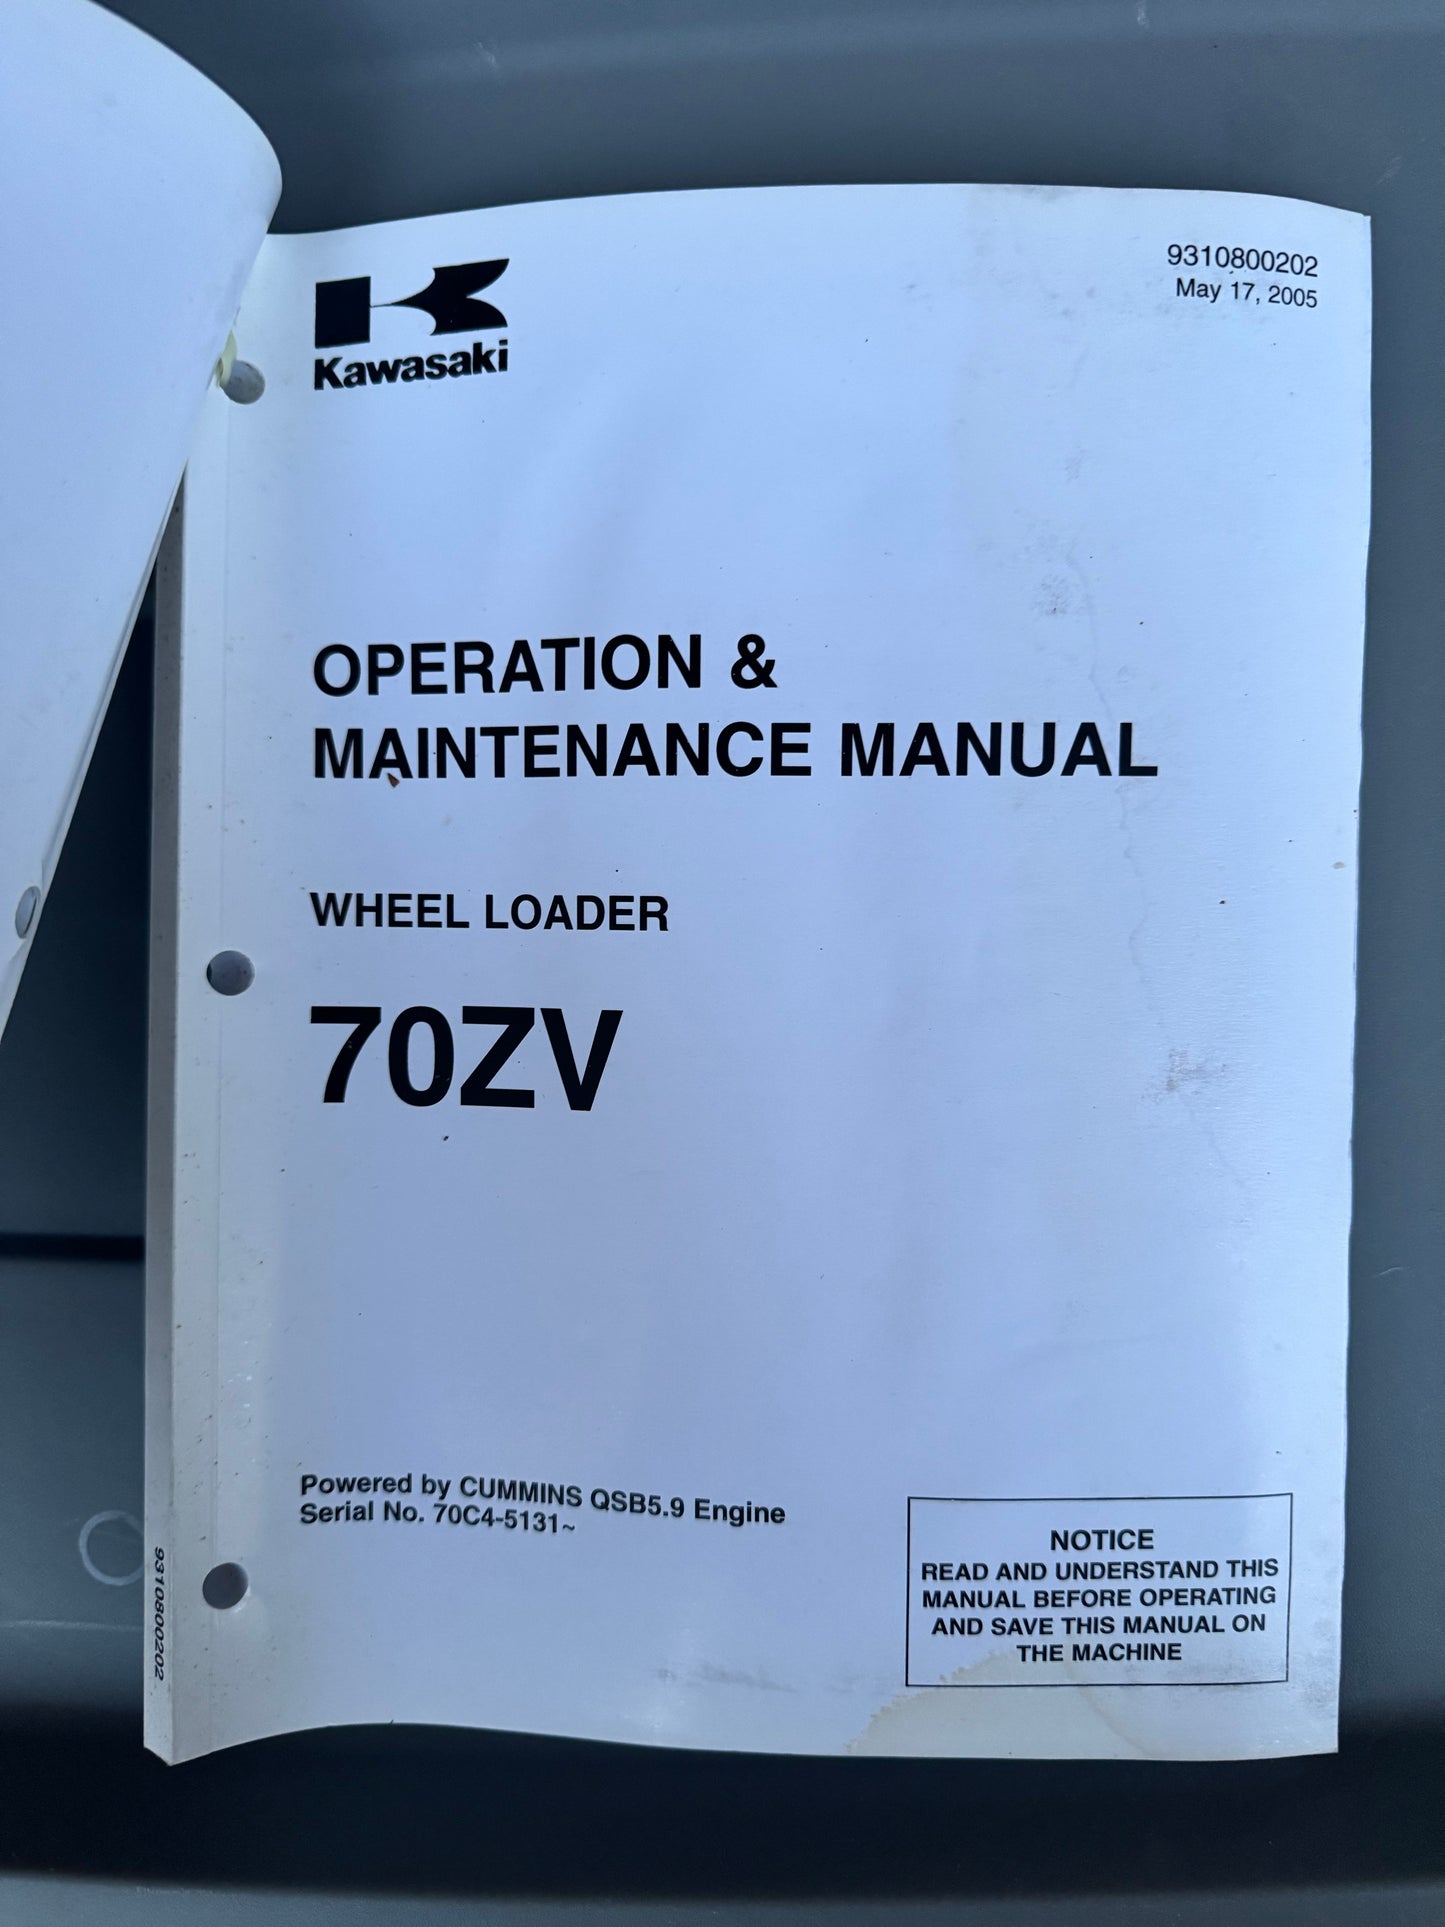 Kawasaki
9310800202
May 17, 2005
OPERATION &
MAINTENANCE MANUAL
WHEEL LOADER
70ZV
Powered by CUMMINS QSB5.9 Engine
Serial No. 70C4-5131~
NOTICE
READ AND UNDERSTAND THIS
MANUAL BEFORE OPERATING
AND SAVE THIS MANUAL ON
THE MACHINE
9310800202